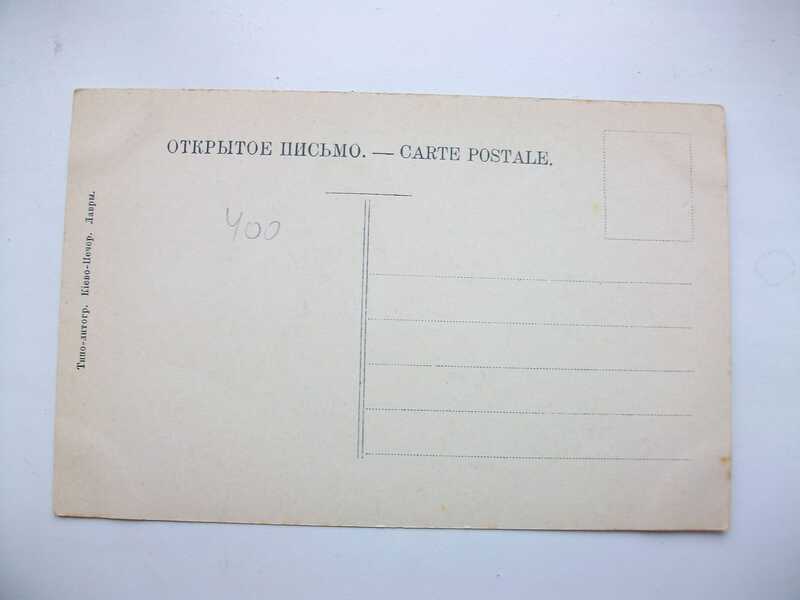 ОТКРЫТОЕ ПИСЬМО. — CARTE POSTALE.
400
Типо-литогр. Кіево-Печер. Лавры.